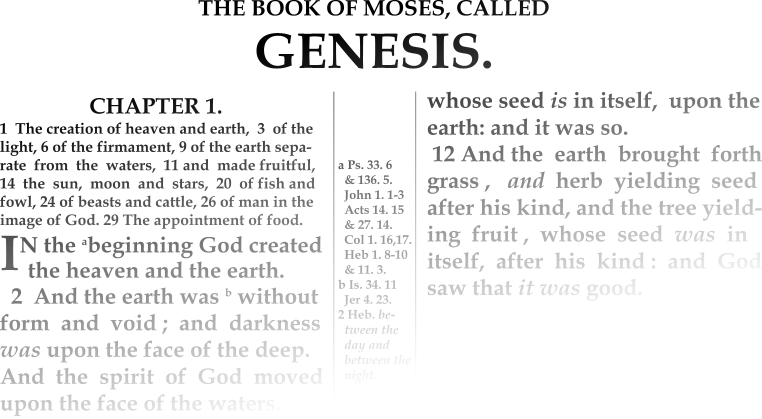 THE BOOK OF MOSES, CALLED
GENESIS.
CHAPTER 1.
1 The creation of heaven and earth, 3 of the
light, 6 of the firmament, 9 of the earth sepa-
rate from the waters, 11 and made fruitful,
14 the sun, moon and stars, 20 of fish and
fowl, 24 of beasts and cattle, 26 of man in the
image of God. 29 The appointment of food.
IN the ᵃbeginning God created
the heaven and the earth.
2 And the earth was ᵇ without
form and void ; and darkness
was upon the face of the deep.
And the spirit of God moved
upon the face of the waters.
a Ps. 33. 6
& 136. 5.
John 1. 1-3
Acts 14. 15
& 27. 14.
Col 1. 16,17.
Heb 1. 8-10
& 11. 3.
b Is. 34. 11
Jer 4. 23.
2 Heb. be-
tween the
day and
between the
night.
whose seed is in itself, upon the
earth: and it was so.
12 And the earth brought forth
grass , and herb yielding seed
after his kind, and the tree yield-
ing fruit , whose seed was in
itself, after his kind : and God
saw that it was good.